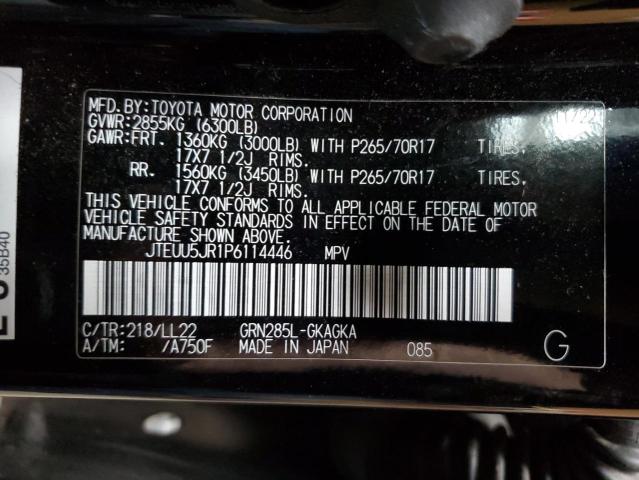 MFD.BY:TOYOTA MOTOR CORPORATION 11/22
GVWR:2855KG (6300LB)
GAWR:FRT. 1360KG (3000LB) WITH P265/70R17 TIRES,
17X7 1/2J RIMS.
RR. 1560KG (3450LB) WITH P265/70R17 TIRES,
17X7 1/2J RIMS.
THIS VEHICLE CONFORMS TO ALL APPLICABLE FEDERAL MOTOR
VEHICLE SAFETY STANDARDS IN EFFECT ON THE DATE OF
MANUFACTURE SHOWN ABOVE.
JTEUU5JR1P6114446 MPV
C/TR:218/LL22 GRN285L-GKAGKA
A/TM: /A750F MADE IN JAPAN 085 G
35B40